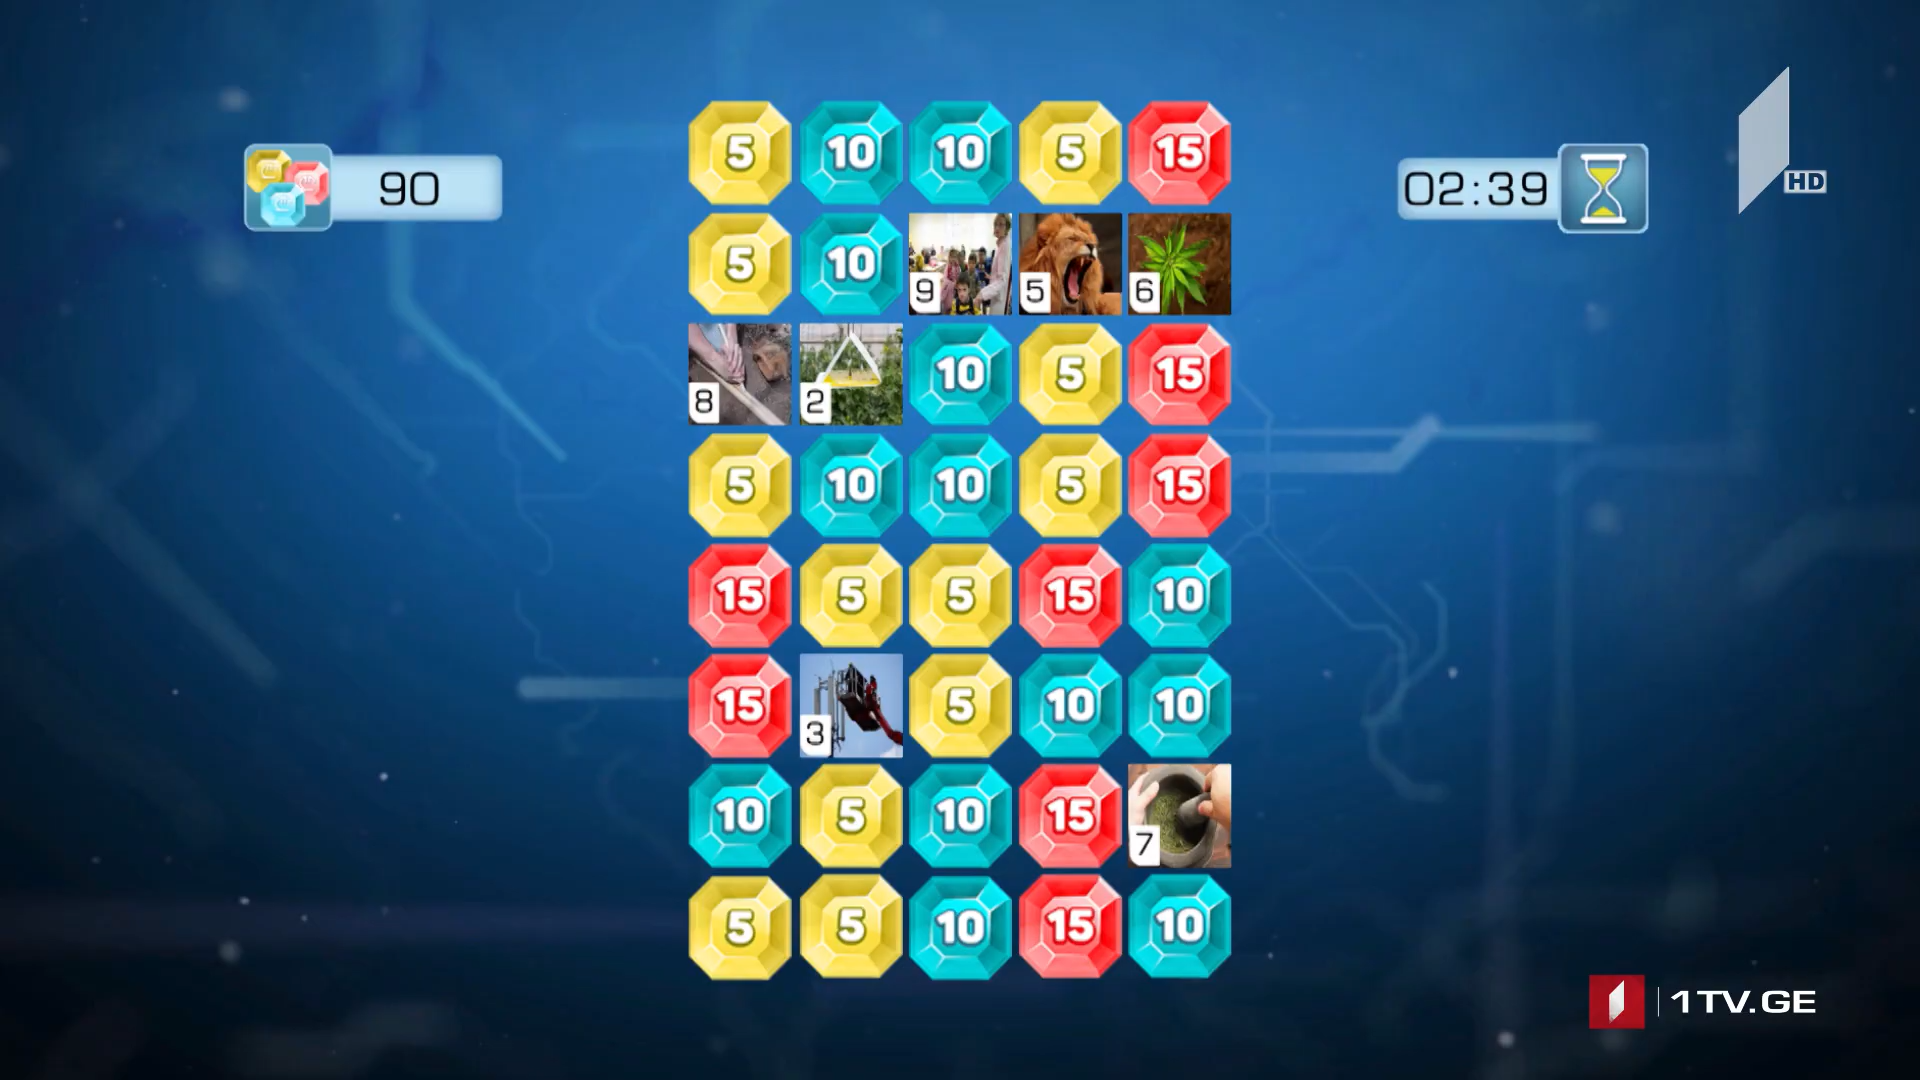 90
02:39
HD
5 10 10 5 15
5 10 9 5 6
8 2 10 5 15
5 10 10 5 15
15 5 5 15 10
15 3 5 10 10
10 5 10 15 7
5 5 10 15 10
1TV.GE